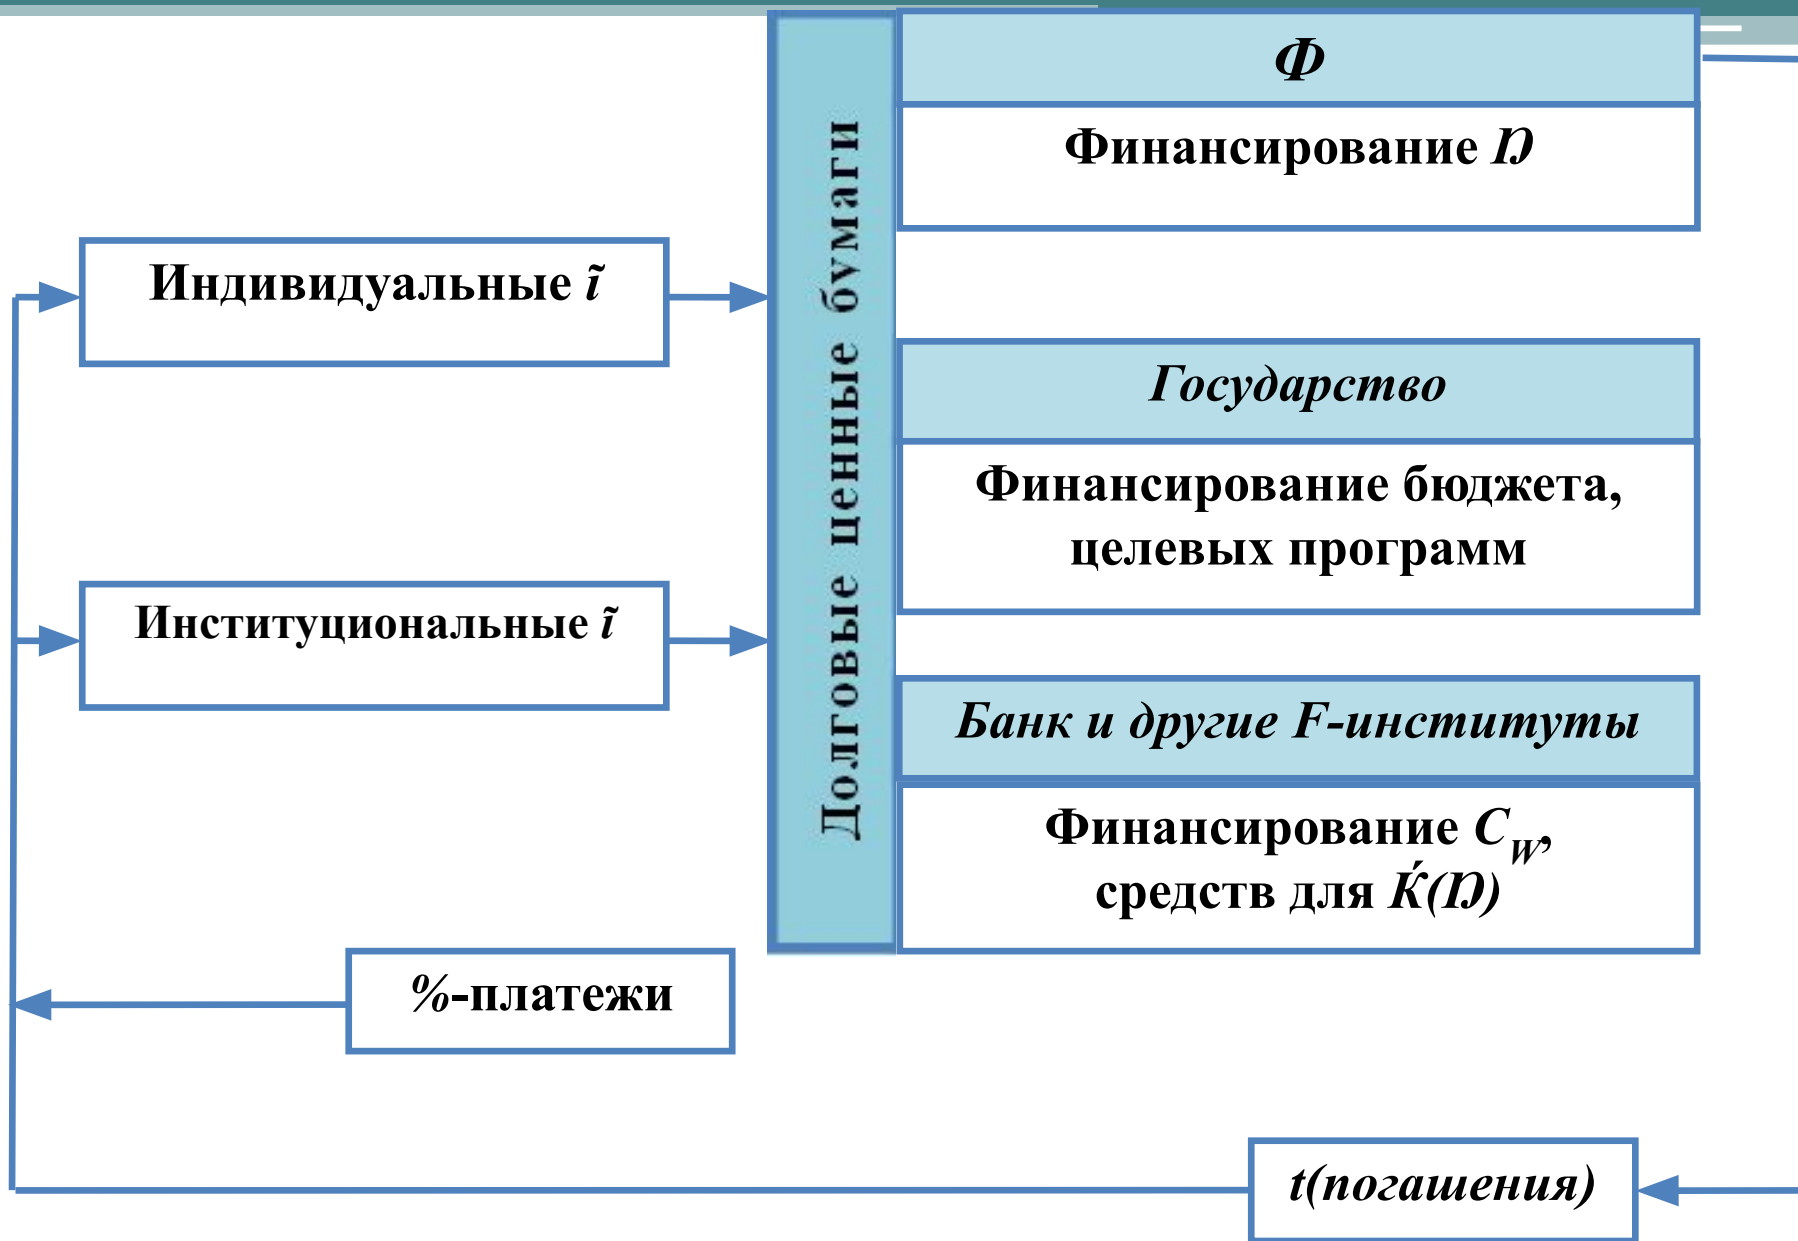 Ф
Финансирование Ŋ
Индивидуальные ĩ
Долговые ценные бумаги
Государство
Финансирование бюджета,
целевых программ
Институциональные ĩ
Банк и другие F-институты
Финансирование C_W,
средств для Ḱ(Ŋ)
%-платежи
t(погашения)